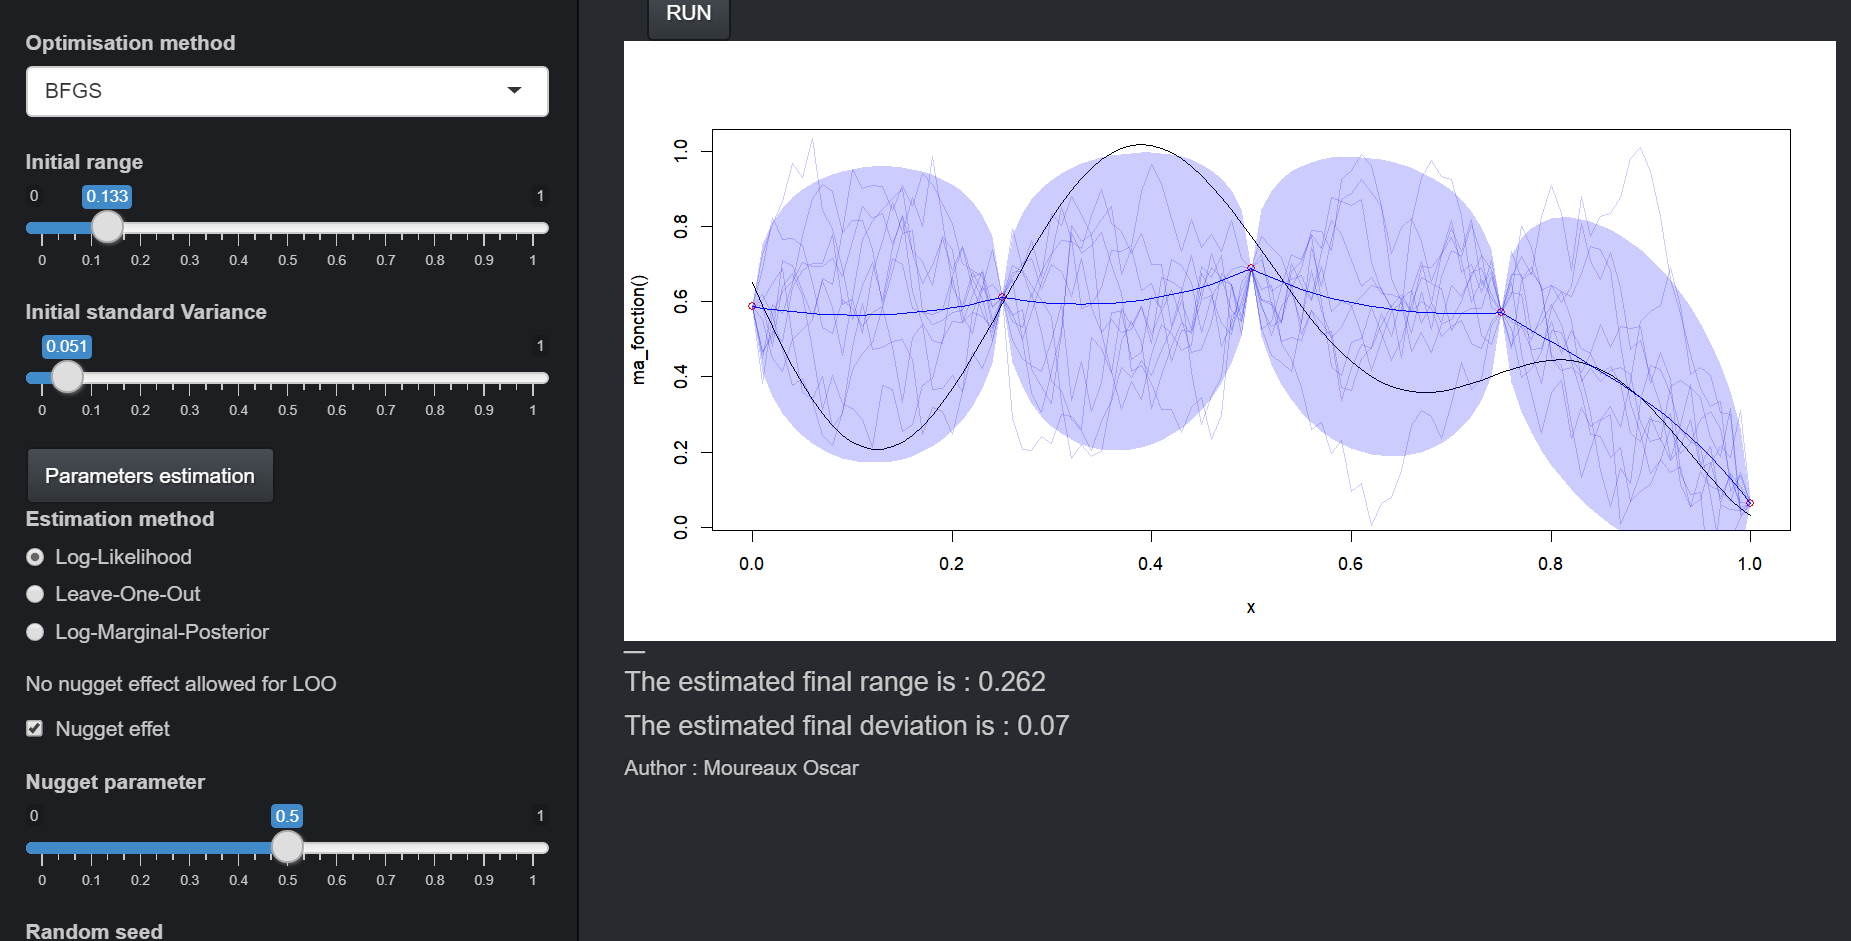 Optimisation method
BFGS
Initial range
0 0.133 1
0 0.1 0.2 0.3 0.4 0.5 0.6 0.7 0.8 0.9 1
Initial standard Variance
0.051 1
0 0.1 0.2 0.3 0.4 0.5 0.6 0.7 0.8 0.9 1
Parameters estimation
Estimation method
Log-Likelihood
Leave-One-Out
Log-Marginal-Posterior
No nugget effect allowed for LOO
Nugget effet
Nugget parameter
0 0.5 1
0 0.1 0.2 0.3 0.4 0.5 0.6 0.7 0.8 0.9 1
Random seed
RUN
ma_fonction()
1.0
0.8
0.6
0.4
0.2
0.0
0.0 0.2 0.4 0.6 0.8 1.0
x
The estimated final range is : 0.262
The estimated final deviation is : 0.07
Author : Moureaux Oscar